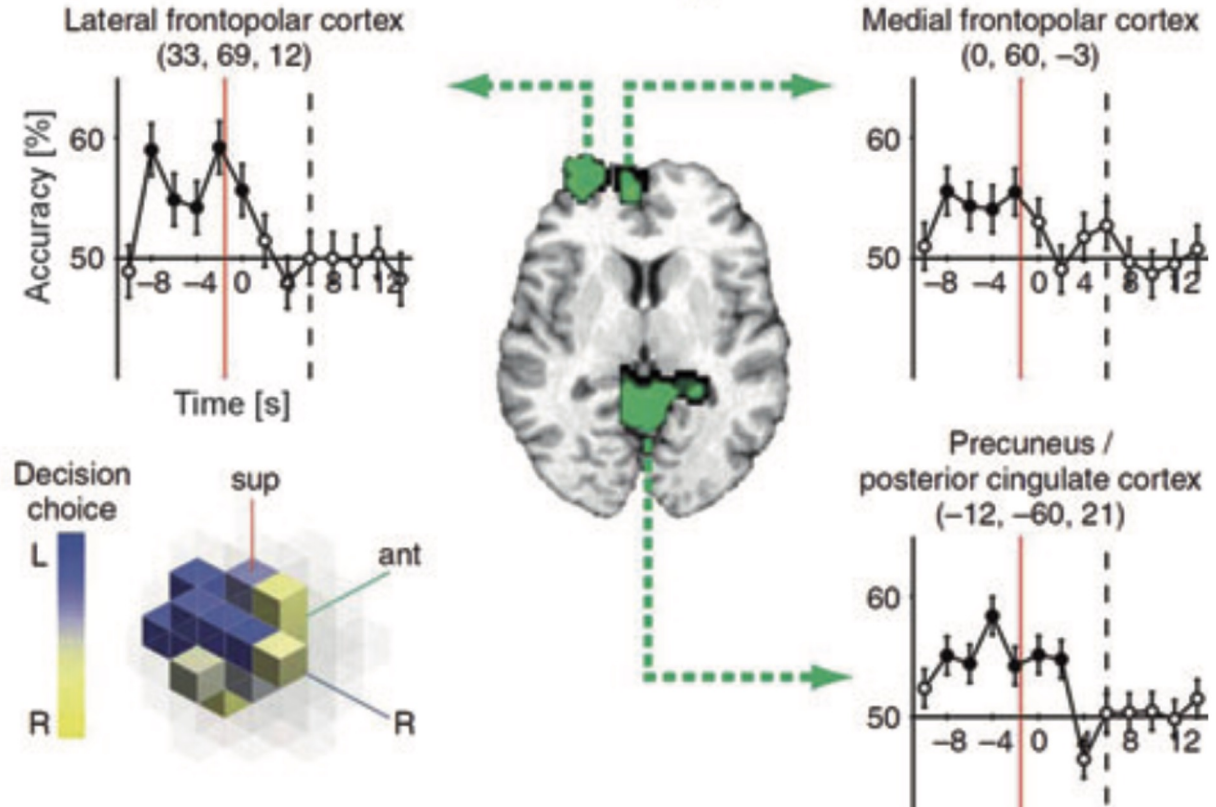 Lateral frontopolar cortex
(33, 69, 12)
Accuracy [%]
60
50
−8 −4 0 8 12
Time [s]
Medial frontopolar cortex
(0, 60, −3)
60
50
−8 −4 0 4 8 12
Decision
choice
L
R
sup
ant
R
Precuneus /
posterior cingulate cortex
(−12, −60, 21)
60
50
−8 −4 0 4 8 12